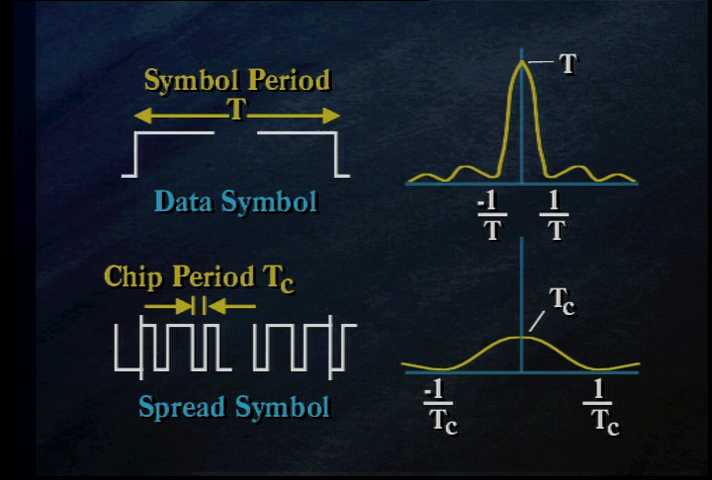 Symbol Period
T
Data Symbol
T
-1
T
1
T
Chip Period Tc
Spread Symbol
Tc
-1
Tc
1
Tc